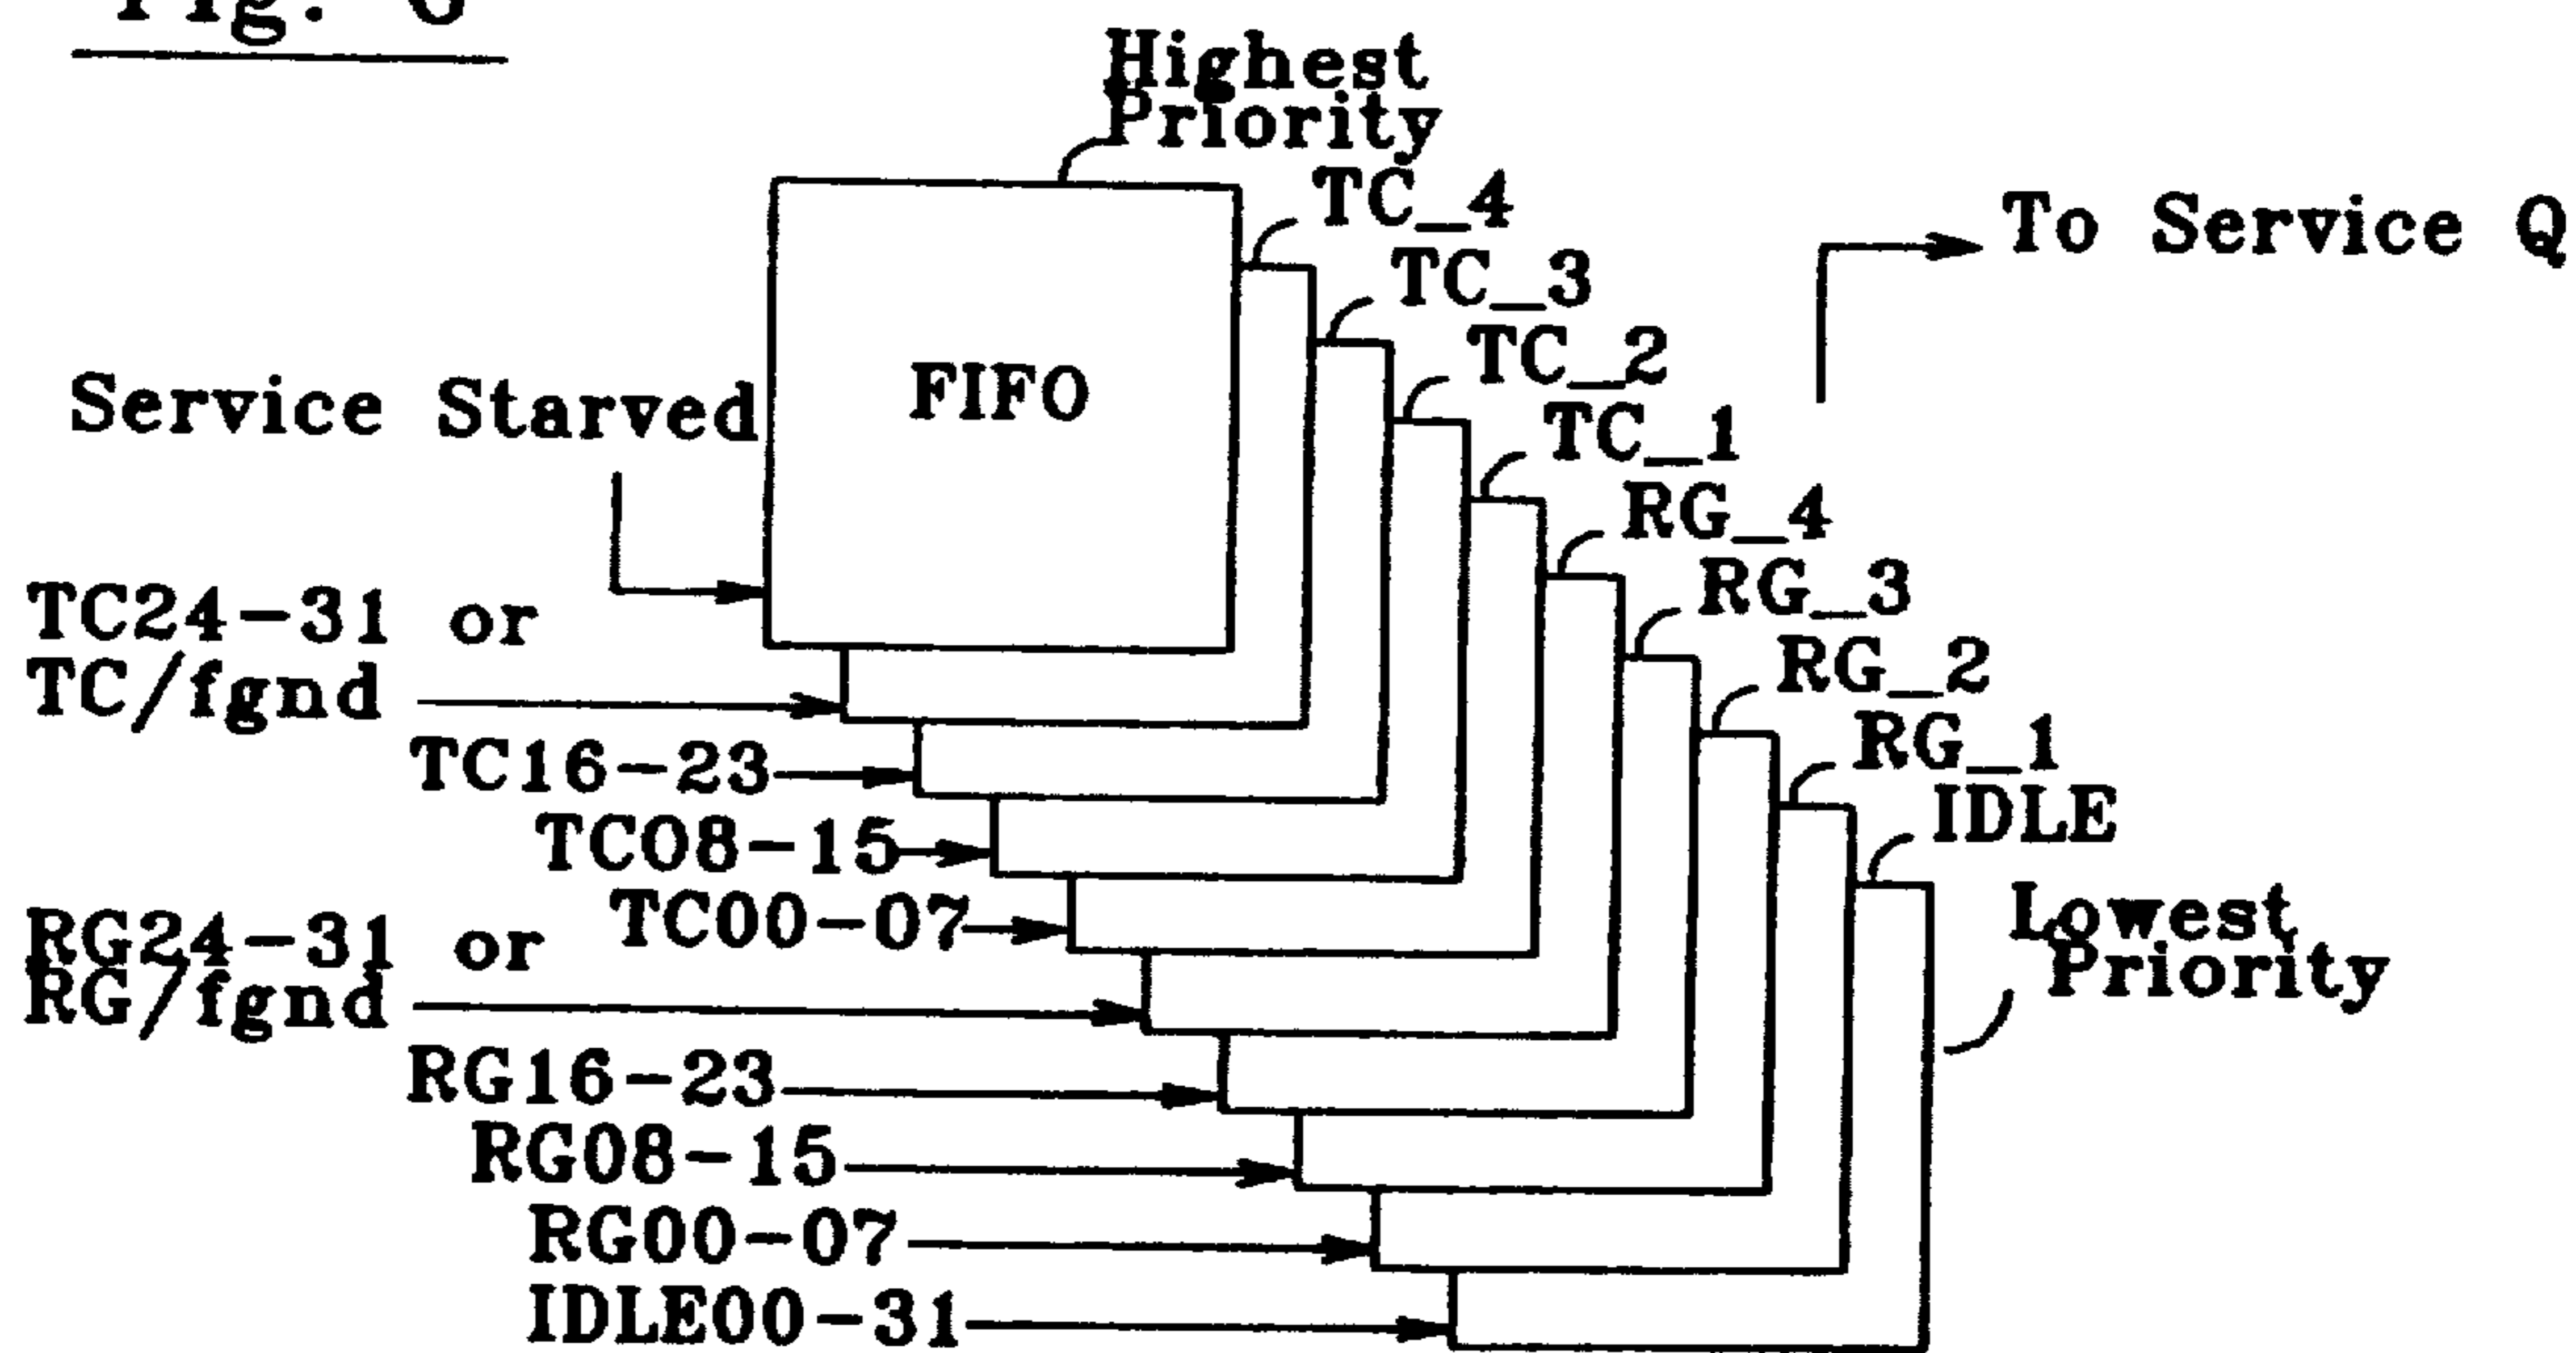 Fig. 6
Highest
Priority
TC_4
TC_3
TC_2
TC_1
RG_4
RG_3
RG_2
RG_1
IDLE
Lowest
Priority
To Service Q
FIFO
Service Starved
TC24-31 or
TC/fgnd
TC16-23
TC08-15
TC00-07
RG24-31 or
RG/fgnd
RG16-23
RG08-15
RG00-07
IDLE00-31